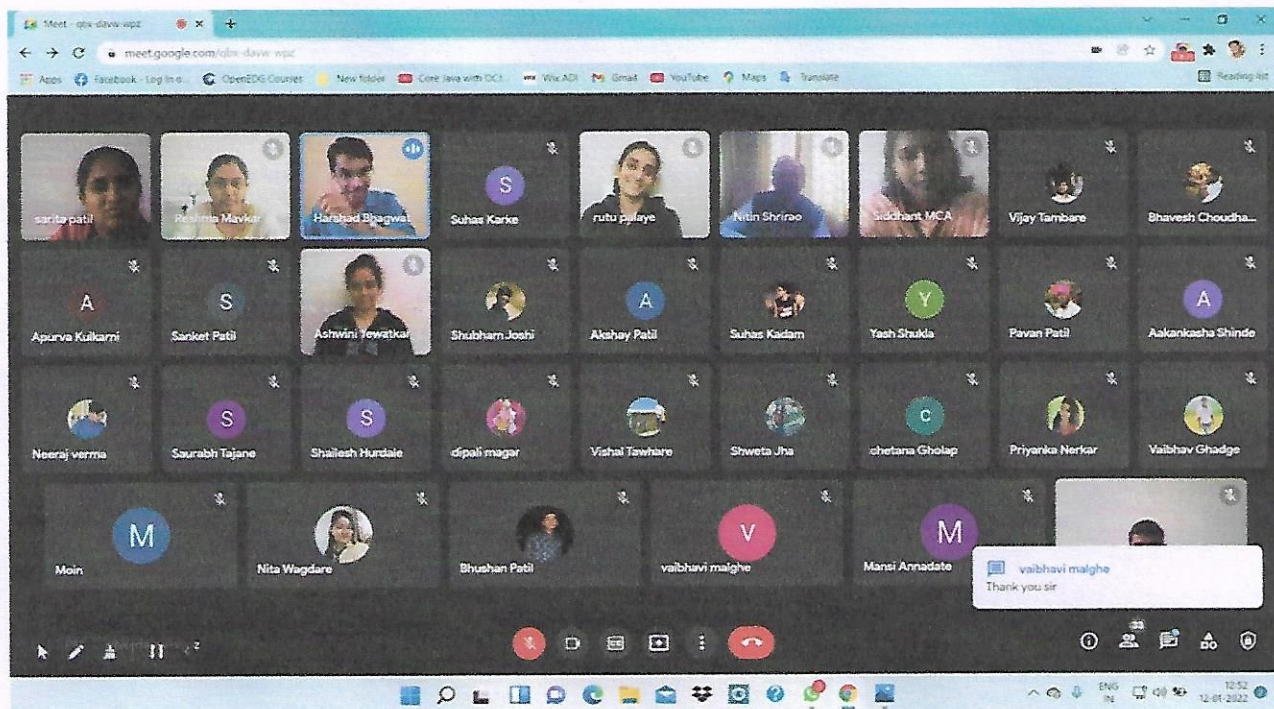 Meet - qbx-davw-wpz
meet.google.com/qbx-davw-wpz
Apps Facebook - Log In o... OpenEDG Courses New folder Core Java with OCJ... Wix ADI Gmail YouTube Maps Translate Reading list
sarita patil Reshma Mavkar Harshad Bhagwat S Suhas Karke rutu palaye Nitin Shrirao Siddhant MCA Vijay Tambare Bhavesh Choudha...
A Apurva Kulkarni S Sanket Patil Ashwini Tewatkar Shubham Joshi A Akshay Patil Suhas Kadam Y Yash Shukla Pavan Patil A Aakankasha Shinde
Neeraj verma S Saurabh Tajane S Shailesh Hurdale dipali magar Vishal Tawhare Shweta Jha c chetana Gholap Priyanka Nerkar Vaibhav Ghadge
M Moin Nita Wagdare Bhushan Patil V vaibhavi malghe M Mansi Annadate
vaibhavi malghe
Thank you sir
33
ENG
IN
12:52
12-01-2022